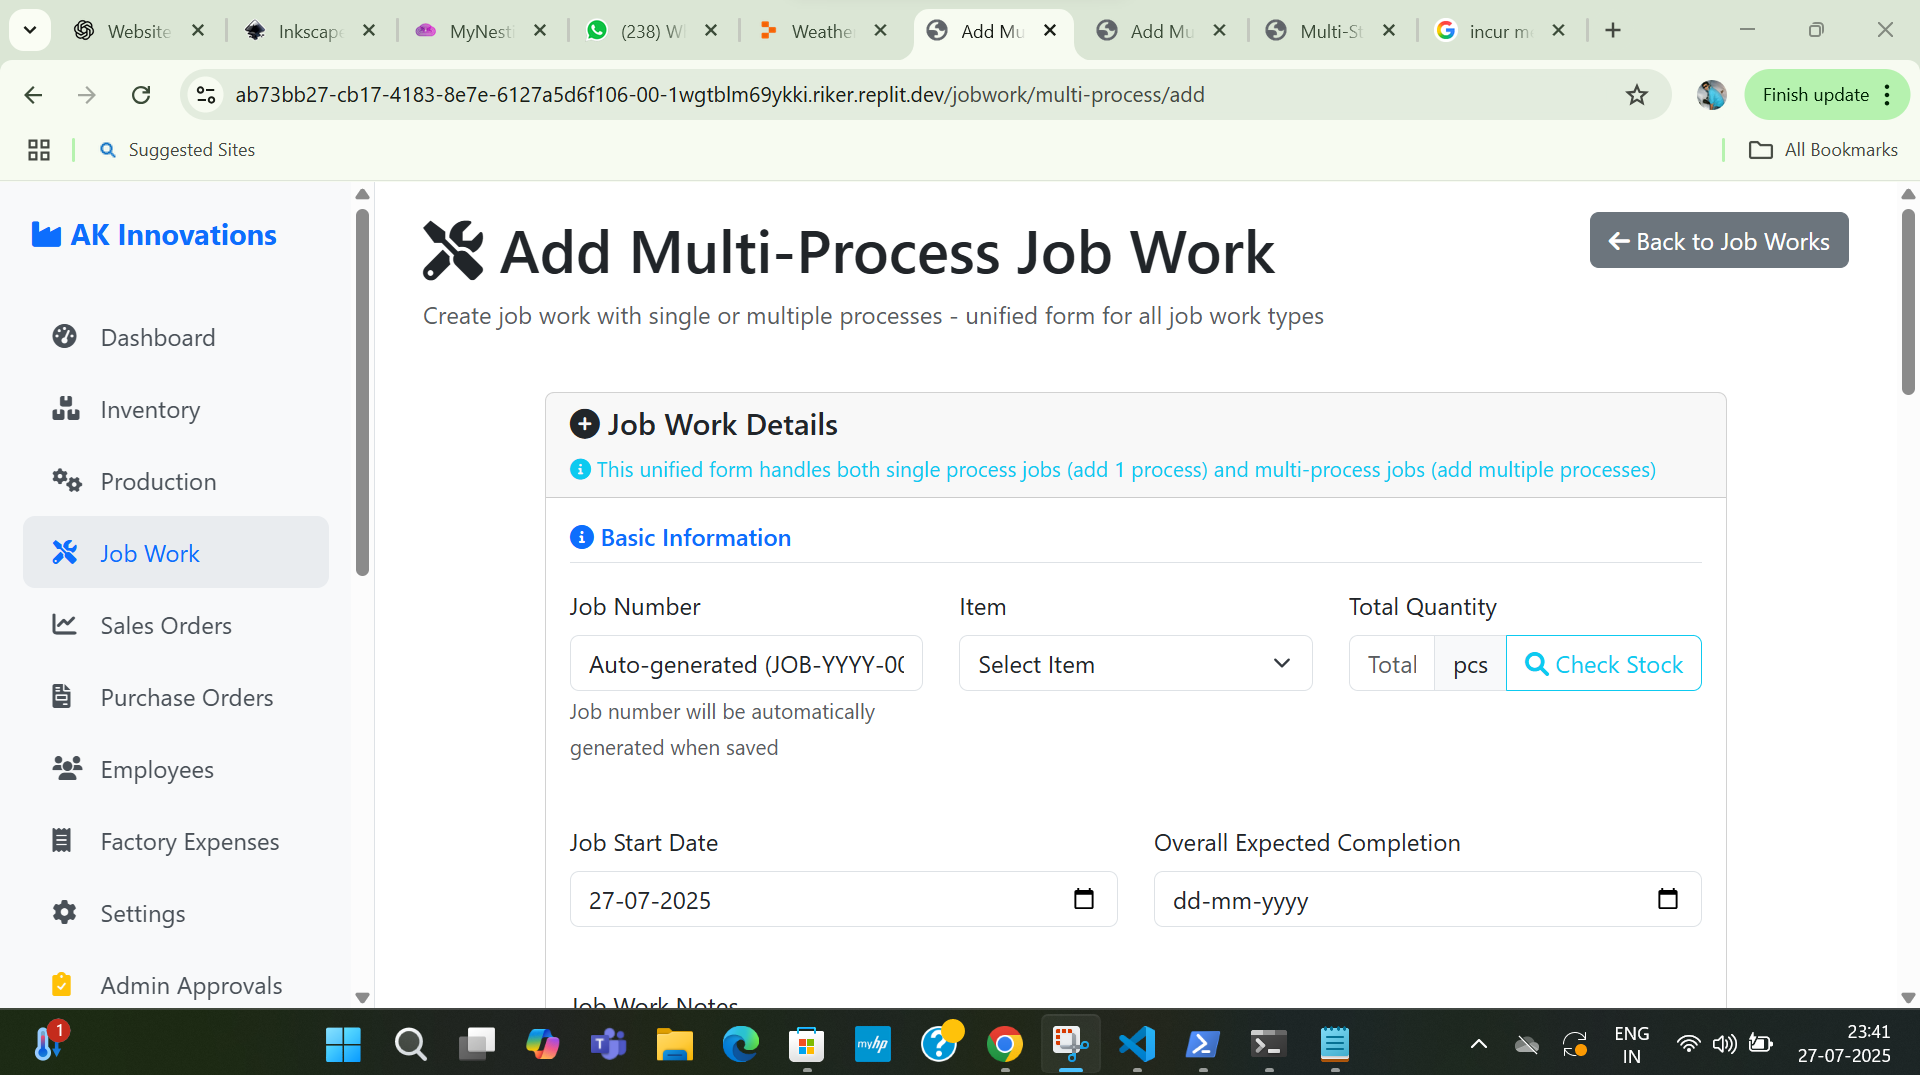 Website
Inkscape
MyNesti
(238) W
Weather
Add Mu
Add Mu
Multi-St
incur m
ab73bb27-cb17-4183-8e7e-6127a5d6f106-00-1wgtblm69ykki.riker.replit.dev/jobwork/multi-process/add
Finish update
Suggested Sites
All Bookmarks
AK Innovations
Dashboard
Inventory
Production
Job Work
Sales Orders
Purchase Orders
Employees
Factory Expenses
Settings
Admin Approvals
Add Multi-Process Job Work
Back to Job Works
Create job work with single or multiple processes - unified form for all job work types
Job Work Details
This unified form handles both single process jobs (add 1 process) and multi-process jobs (add multiple processes)
Basic Information
Job Number
Item
Total Quantity
Auto-generated (JOB-YYYY-00
Select Item
Total
pcs
Check Stock
Job number will be automatically
generated when saved
Job Start Date
Overall Expected Completion
27-07-2025
dd-mm-yyyy
Job Work Notes
1
myhp
ENG
IN
23:41
27-07-2025